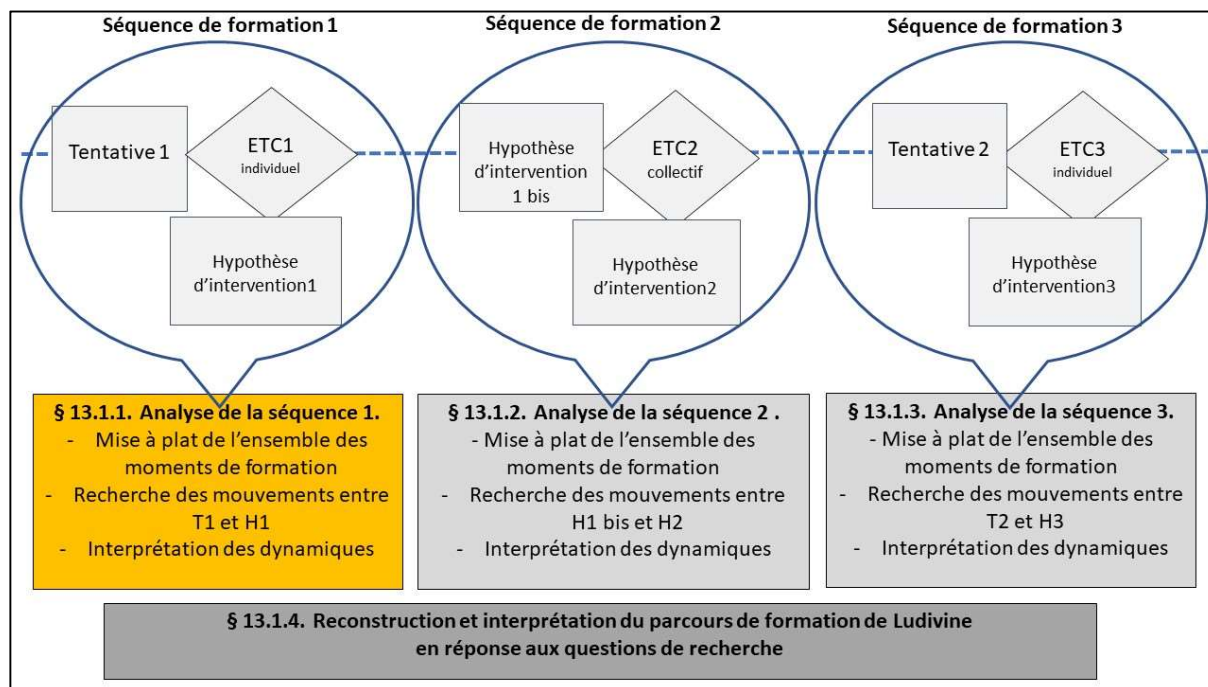 Séquence de formation 1
Séquence de formation 2
Séquence de formation 3
Tentative 1
ETC1
individuel
Hypothèse
d'intervention1
Hypothèse
d'intervention
1 bis
ETC2
collectif
Hypothèse
d'intervention2
Tentative 2
ETC3
individuel
Hypothèse
d'intervention3
§ 13.1.1. Analyse de la séquence 1.
- Mise à plat de l'ensemble des
moments de formation
- Recherche des mouvements entre
T1 et H1
- Interprétation des dynamiques
§ 13.1.2. Analyse de la séquence 2 .
- Mise à plat de l'ensemble des
moments de formation
- Recherche des mouvements entre
H1 bis et H2
- Interprétation des dynamiques
§ 13.1.3. Analyse de la séquence 3.
- Mise à plat de l'ensemble des
moments de formation
- Recherche des mouvements entre
T2 et H3
- Interprétation des dynamiques
§ 13.1.4. Reconstruction et interprétation du parcours de formation de Ludivine
en réponse aux questions de recherche